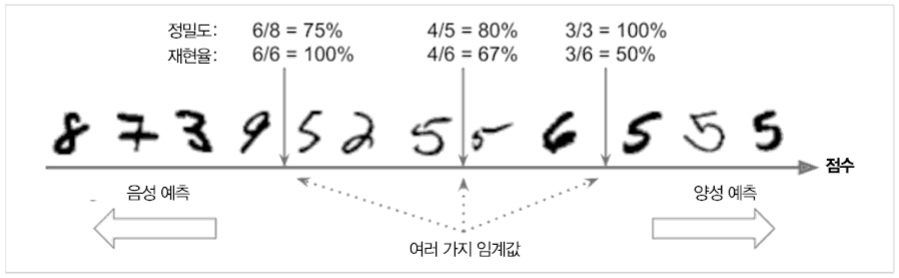 정밀도: 6/8 = 75% 4/5 = 80% 3/3 = 100%
재현율: 6/6 = 100% 4/6 = 67% 3/6 = 50%
8 7 3 9 5 2 5 5 6 5 5 5
점수
음성 예측 양성 예측
여러 가지 임계값